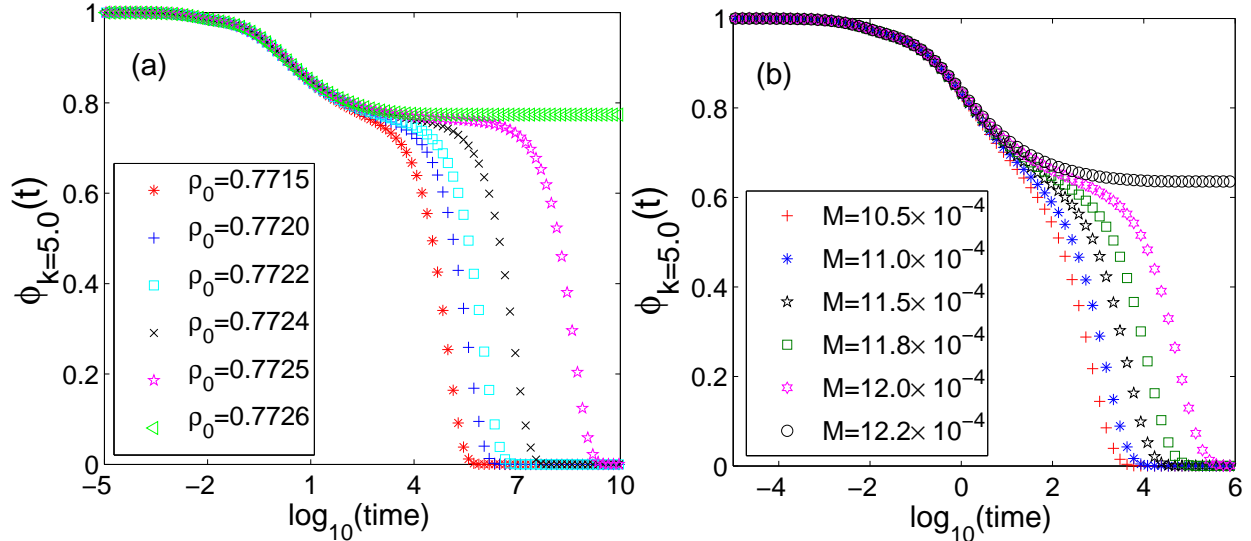 (a)
ϕk=5.0(t)
1
0.8
0.6
0.4
0.2
0
ρ0=0.7715
ρ0=0.7720
ρ0=0.7722
ρ0=0.7724
ρ0=0.7725
ρ0=0.7726
-5 -2 1 4 7 10
log10(time)
(b)
ϕk=5.0(t)
1
0.8
0.6
0.4
0.2
0
M=10.5× 10-4
M=11.0× 10-4
M=11.5× 10-4
M=11.8× 10-4
M=12.0× 10-4
M=12.2× 10-4
-4 -2 0 2 4 6
log10(time)